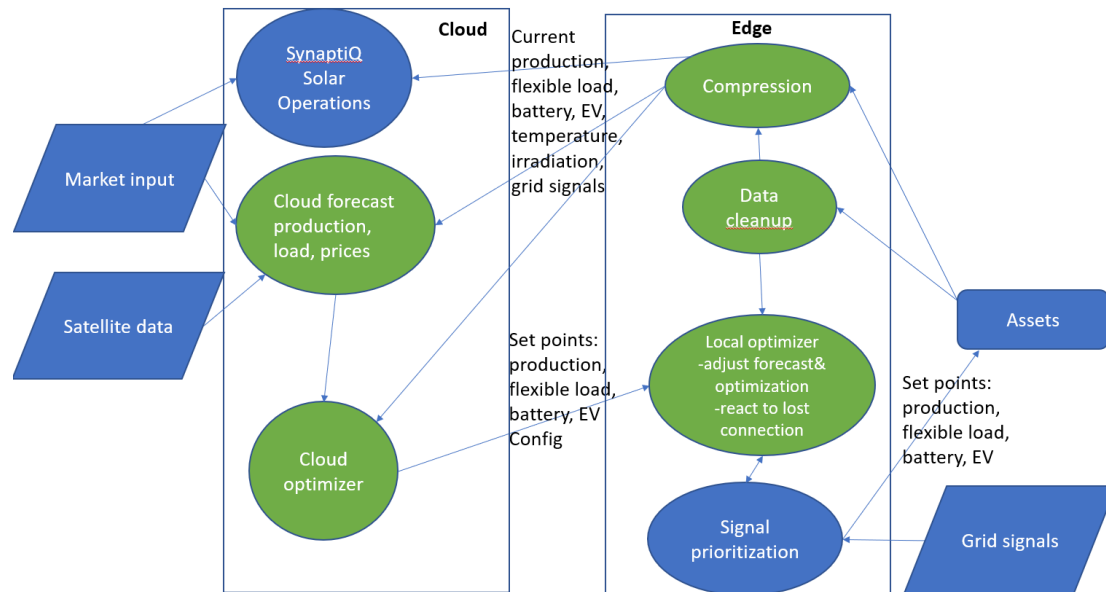 Cloud
SynaptiQ
Solar
Operations
Market input
Cloud forecast
production,
load, prices
Satellite data
Cloud
optimizer
Current
production,
flexible load,
battery, EV,
temperature,
irradiation,
grid signals
Set points:
production,
flexible load,
battery, EV
Config
Edge
Compression
Data
cleanup
Local optimizer
-adjust forecast&
optimization
-react to lost
connection
Signal
prioritization
Assets
Set points:
production,
flexible load,
battery, EV
Grid signals